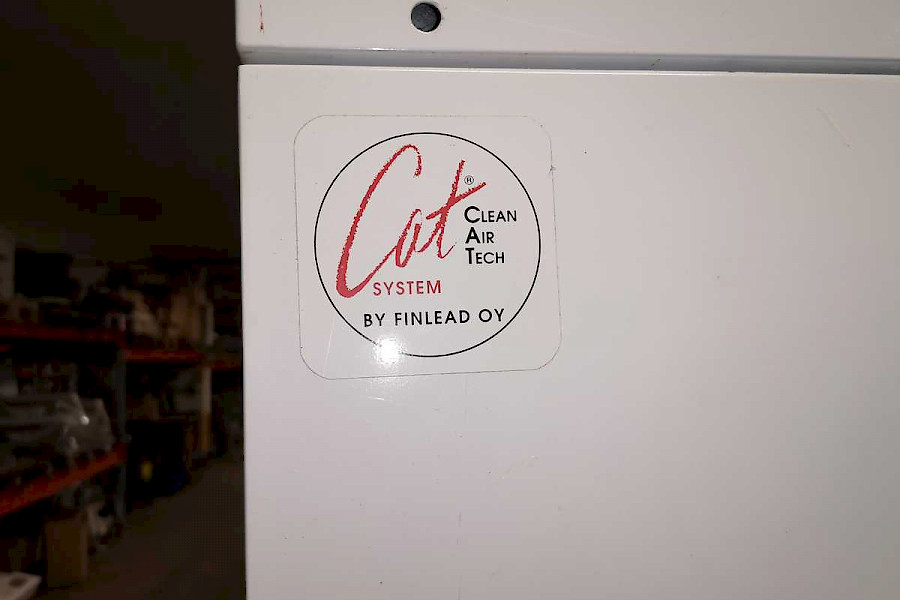 Cat®
CLEAN
AIR
TECH
SYSTEM
BY FINLEAD OY